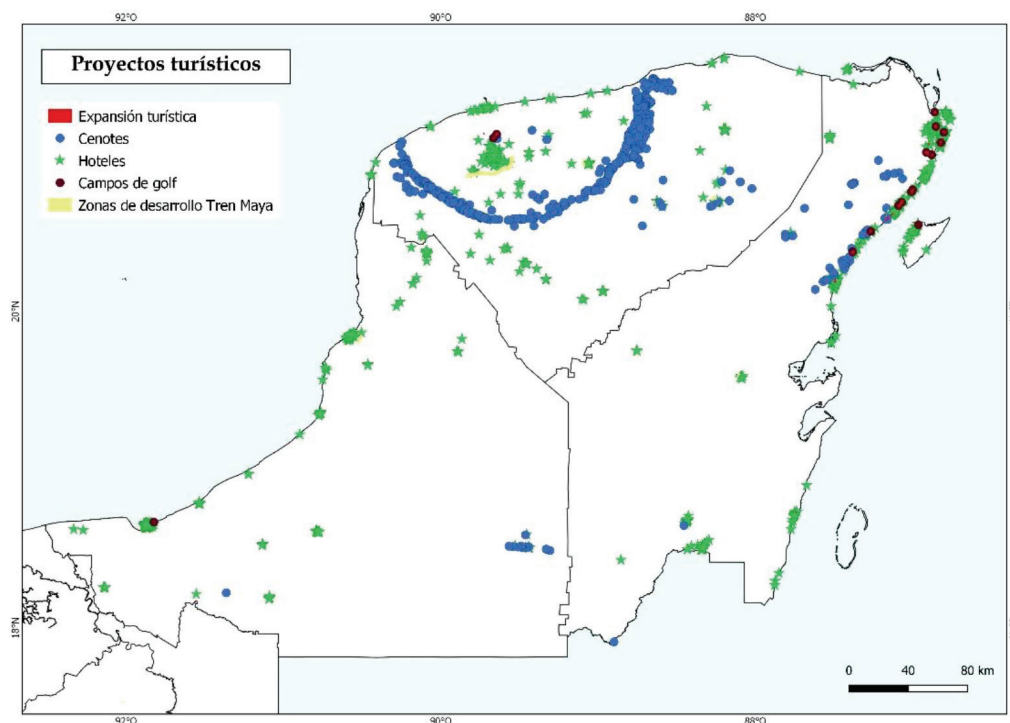 92°O 90°O 88°O
Proyectos turísticos
Expansión turística
Cenotes
Hoteles
Campos de golf
Zonas de desarrollo Tren Maya
20°N
18°N
0 40 80 km
92°O 90°O 88°O